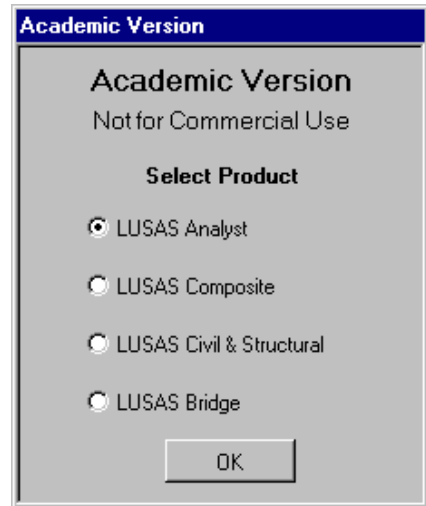 Academic Version
Academic Version
Not for Commercial Use
Select Product
LUSAS Analyst
LUSAS Composite
LUSAS Civil & Structural
LUSAS Bridge
OK